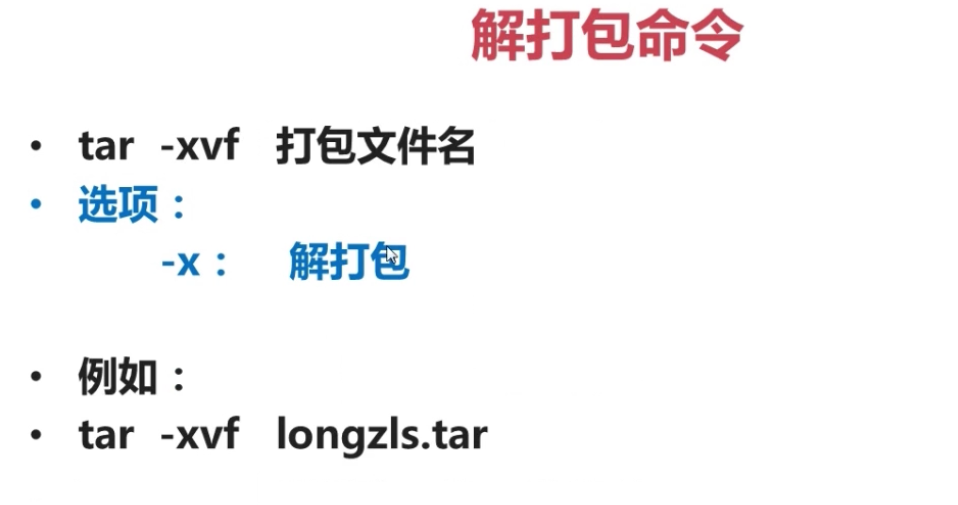 解打包命令
• tar -xvf 打包文件名
• 选项：
-x： 解打包
• 例如：
• tar -xvf longzls.tar